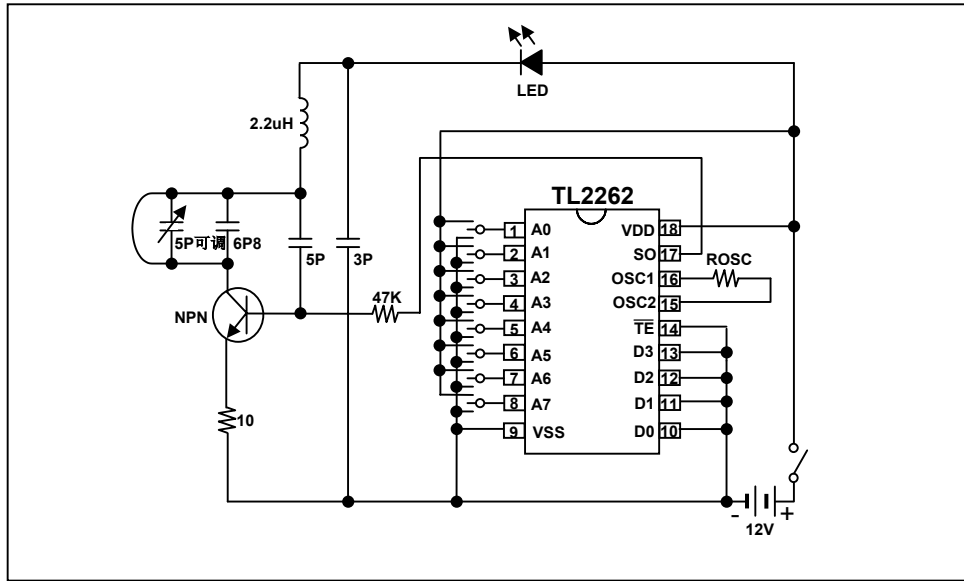 LED
2.2uH
TL2262
5P可调
6P8
5P
3P
47K
NPN
10
1 A0
2 A1
3 A2
4 A3
5 A4
6 A5
7 A6
8 A7
9 VSS
VDD 18
SO 17
OSC1 16
OSC2 15
TE 14
D3 13
D2 12
D1 11
D0 10
ROSC
- +
12V